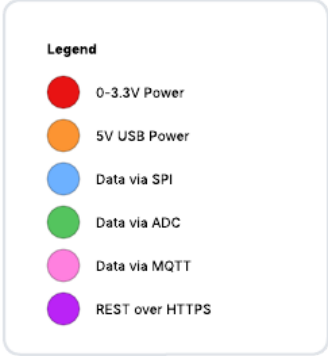 Legend
0-3.3V Power
5V USB Power
Data via SPI
Data via ADC
Data via MQTT
REST over HTTPS